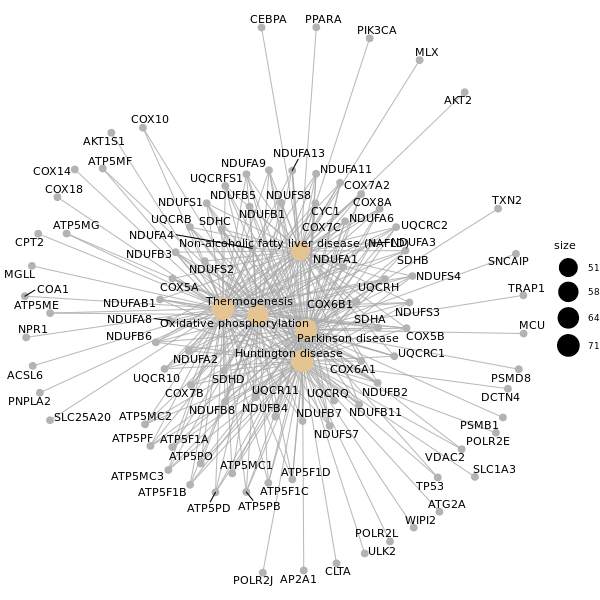 CEBPA
PPARA
PIK3CA
MLX
AKT2
COX10
AKT1S1
NDUFA13
ATP5MF
NDUFA9
NDUFA11
COX14
UQCRFS1
COX7A2
COX18
NDUFB5
NDUFS8
NDUFS1
COX8A
TXN2
CYC1
NDUFB1
UQCRB
SDHC
NDUFA6
ATP5MG
COX7C
UQCRC2
NDUFA4
CPT2
Non-alcoholic fatty liver disease (NAFLD)
NDUFA3
NDUFB3
NDUFA1
SDHB
SNCAIP
NDUFS2
MGLL
NDUFS4
COX5A
UQCRH
COA1
TRAP1
NDUFAB1
Thermogenesis
COX6B1
ATP5ME
NDUFS3
NDUFA8
Oxidative phosphorylation
SDHA
MCU
NPR1
NDUFB6
Parkinson disease
COX5B
Huntington disease
UQCRC1
NDUFA2
ACSL6
COX6A1
UQCR10
SDHD
PSMD8
COX7B
UQCR11
UQCRQ
NDUFB2
PNPLA2
DCTN4
NDUFB8
NDUFB4
NDUFB7
NDUFB11
SLC25A20
ATP5MC2
PSMB1
NDUFS7
ATP5PF
ATP5F1A
POLR2E
ATP5PO
VDAC2
ATP5MC1
SLC1A3
ATP5MC3
ATP5F1D
TP53
ATP5F1B
ATP5F1C
ATG2A
ATP5PD
ATP5PB
WIPI2
POLR2L
ULK2
CLTA
POLR2J
AP2A1
size
51
58
64
71